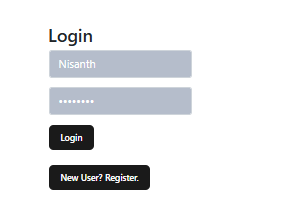 Login
Nisanth
••••••••
Login
New User? Register.